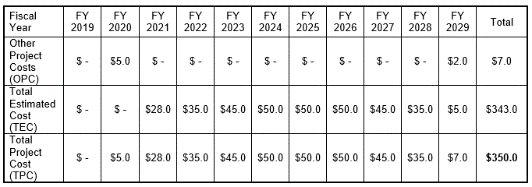 Fiscal Year FY 2019 FY 2020 FY 2021 FY 2022 FY 2023 FY 2024 FY 2025 FY 2026 FY 2027 FY 2028 FY 2029 Total
Other Project Costs (OPC) $ - $5.0 $ - $ - $ - $ - $ - $ - $ - $ - $2.0 $7.0
Total Estimated Cost (TEC) $ - $ - $28.0 $35.0 $45.0 $50.0 $50.0 $50.0 $45.0 $35.0 $5.0 $343.0
Total Project Cost (TPC) $ - $5.0 $28.0 $35.0 $45.0 $50.0 $50.0 $50.0 $45.0 $35.0 $7.0 $350.0